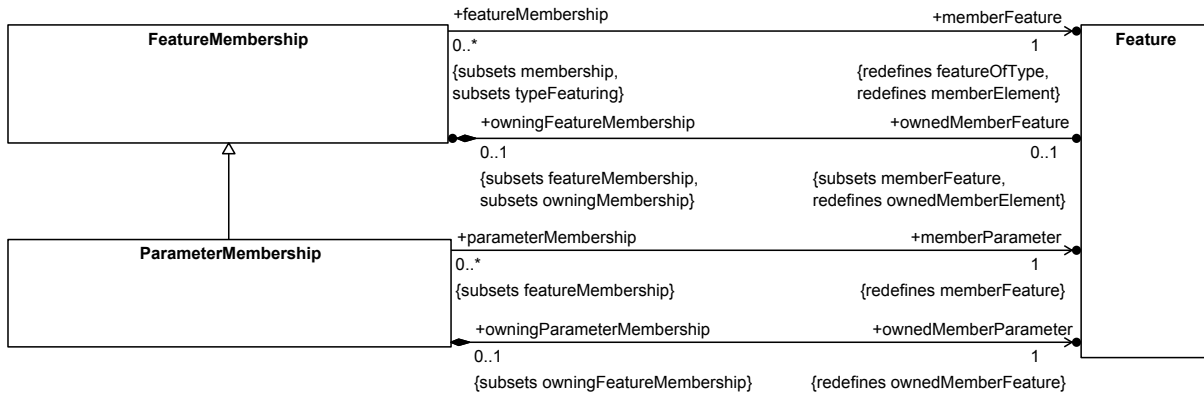 +featureMembership
+memberFeature
FeatureMembership
Feature
0..*
1
{subsets membership,
subsets typeFeaturing}
{redefines featureOfType,
redefines memberElement}
+owningFeatureMembership
+ownedMemberFeature
0..1
0..1
{subsets featureMembership,
subsets owningMembership}
{subsets memberFeature,
redefines ownedMemberElement}
+parameterMembership
+memberParameter
ParameterMembership
0..*
1
{subsets featureMembership}
{redefines memberFeature}
+owningParameterMembership
+ownedMemberParameter
0..1
1
{subsets owningFeatureMembership}
{redefines ownedMemberFeature}